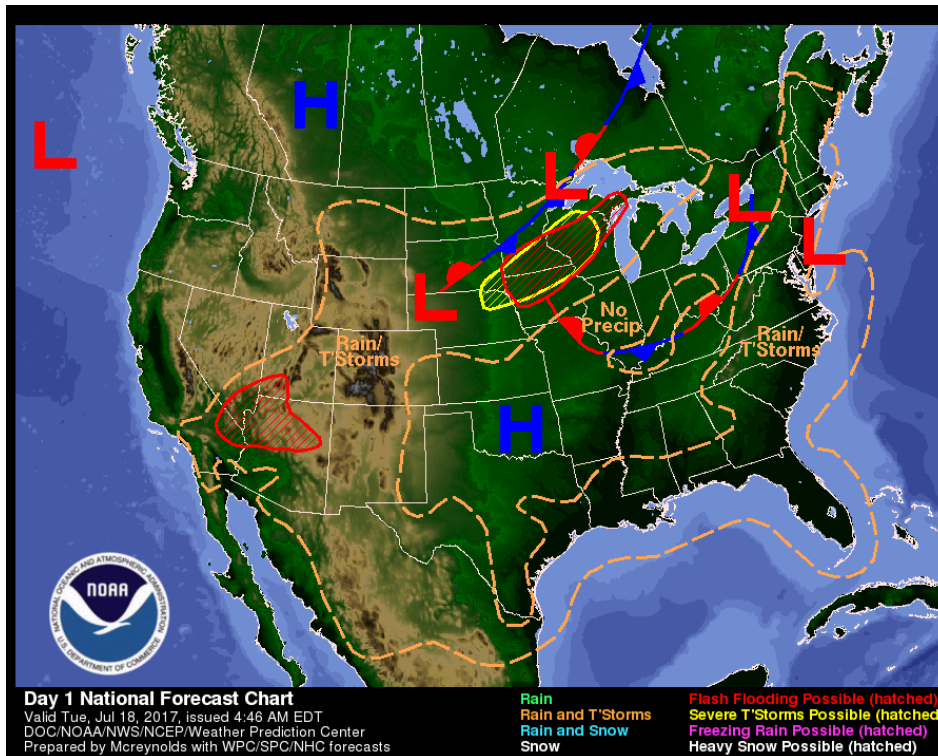 H
L
L
L
L
L
No
Precip
Rain/
T'Storms
Rain/
T'Storms
H
NATIONAL OCEANIC AND ATMOSPHERIC ADMINISTRATION
NOAA
U.S. DEPARTMENT OF COMMERCE
Day 1 National Forecast Chart
Valid Tue, Jul 18, 2017, issued 4:46 AM EDT
DOC/NOAA/NWS/NCEP/Weather Prediction Center
Prepared by Mcreynolds with WPC/SPC/NHC forecasts
Rain
Rain and T'Storms
Rain and Snow
Snow
Flash Flooding Possible (hatched)
Severe T'Storms Possible (hatched)
Freezing Rain Possible (hatched)
Heavy Snow Possible (hatched)